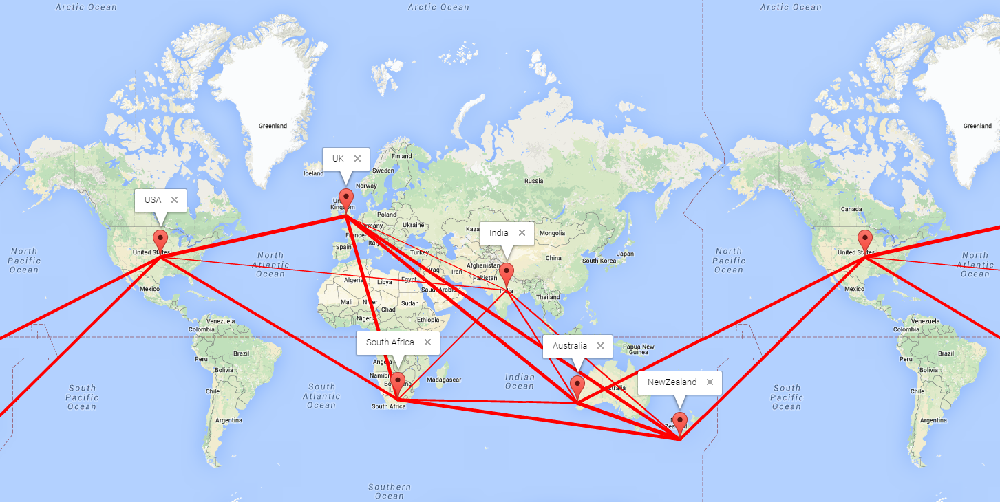 Arctic Ocean
Arctic Ocean
Arctic Ocean
Greenland
Greenland
UK
Finland
Iceland
Sweden
Norway
Russia
USA
Kingdom
Canada
Poland
Ukraine
India
Mongolia
France
Spain
Turkey
China
South Korea
Japan
United States
United States
North
Pacific
Ocean
North
Atlantic
Ocean
North
Pacific
Ocean
North
Atlantic
Ocean
Afghanistan
Iran
Pakistan
Algeria
Libya
Egypt
Saudi Arabia
Mexico
Mexico
India
Thailand
Mali
Niger
Chad
Sudan
Nigeria
Ethiopia
Venezuela
Colombia
Venezuela
Colombia
South Africa
Australia
Papua New
Guinea
Peru
Brazil
Bolivia
Peru
Brazil
Bolivia
Angola
Namibia
Madagascar
Indian
Ocean
NewZealand
Chile
Chile
South
Pacific
Ocean
South
Atlantic
Ocean
South
Pacific
Ocean
South Africa
Argentina
Argentina
Southern
Ocean